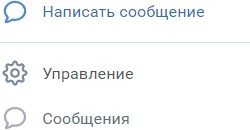 Написать сообщение
Управление
Сообщения